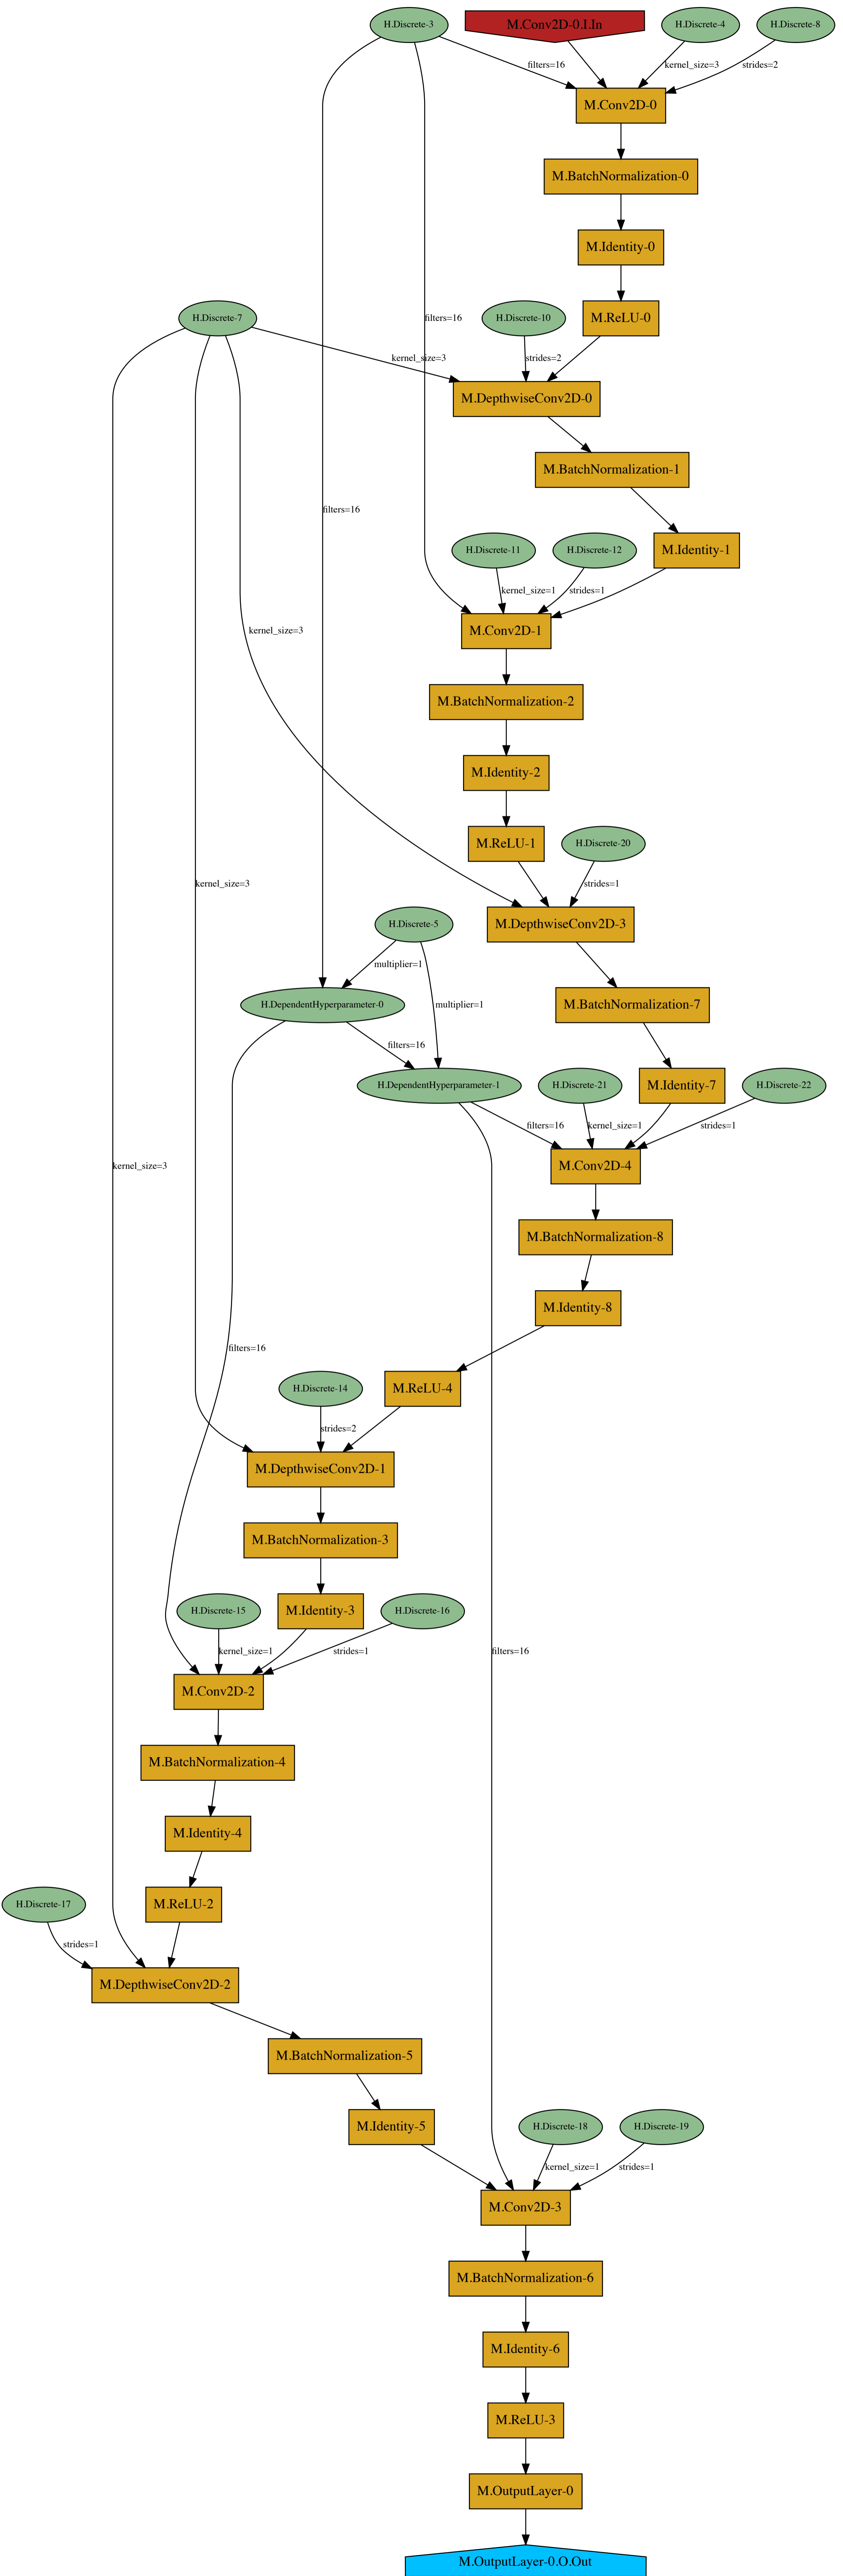 H.Discrete-3
M.Conv2D-0.I.In
H.Discrete-4
H.Discrete-8
filters=16
kernel_size=3
strides=2
M.Conv2D-0
M.BatchNormalization-0
M.Identity-0
H.Discrete-7
filters=16
H.Discrete-10
M.ReLU-0
kernel_size=3
strides=2
M.DepthwiseConv2D-0
M.BatchNormalization-1
filters=16
H.Discrete-11
H.Discrete-12
M.Identity-1
kernel_size=1
strides=1
kernel_size=3
M.Conv2D-1
M.BatchNormalization-2
M.Identity-2
M.ReLU-1
H.Discrete-20
kernel_size=3
strides=1
H.Discrete-5
M.DepthwiseConv2D-3
multiplier=1
H.DependentHyperparameter-0
multiplier=1
M.BatchNormalization-7
filters=16
H.DependentHyperparameter-1
H.Discrete-21
M.Identity-7
H.Discrete-22
filters=16
kernel_size=1
strides=1
kernel_size=3
M.Conv2D-4
M.BatchNormalization-8
M.Identity-8
filters=16
H.Discrete-14
M.ReLU-4
strides=2
M.DepthwiseConv2D-1
M.BatchNormalization-3
H.Discrete-15
M.Identity-3
H.Discrete-16
kernel_size=1
strides=1
filters=16
M.Conv2D-2
M.BatchNormalization-4
M.Identity-4
H.Discrete-17
M.ReLU-2
strides=1
M.DepthwiseConv2D-2
M.BatchNormalization-5
M.Identity-5
H.Discrete-18
H.Discrete-19
kernel_size=1
strides=1
M.Conv2D-3
M.BatchNormalization-6
M.Identity-6
M.ReLU-3
M.OutputLayer-0
M.OutputLayer-0.O.Out